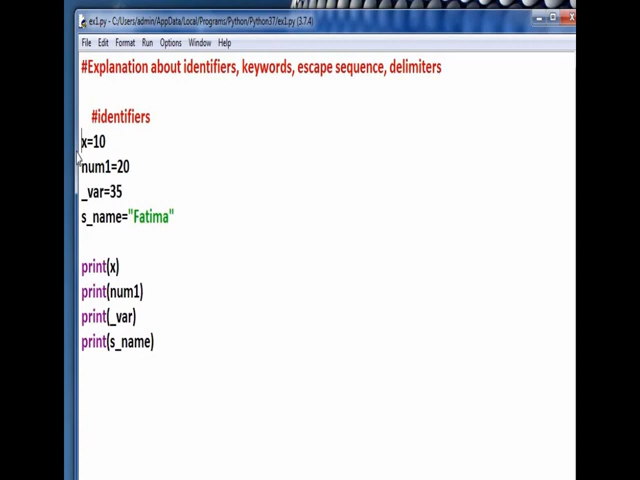 ex1.py - C:/Users/admin/AppData/Local/Programs/Python/Python37/ex1.py (3.7.4)
File Edit Format Run Options Window Help
#Explanation about identifiers, keywords, escape sequence, delimiters
#identifiers
x=10
num1=20
_var=35
s_name="Fatima"
print(x)
print(num1)
print(_var)
print(s_name)